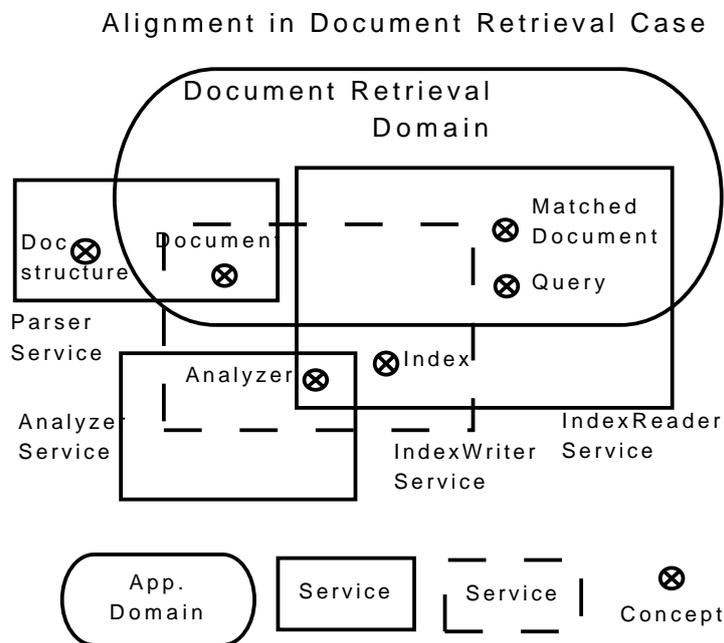 Alignment in Document Retrieval Case
Document Retrieval
Domain
Matched
Document
Doc
structure
Document
Query
Parser
Service
Analyzer
Index
Analyzer
Service
IndexWriter
Service
IndexReader
Service
App.
Domain
Service
Service
Concept